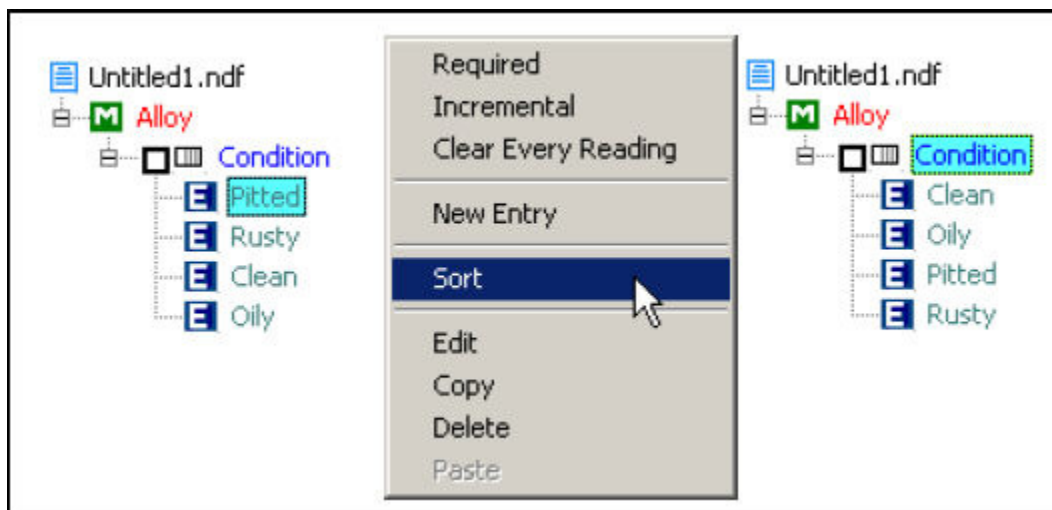 Untitled1.ndf
M Alloy
Condition
E Pitted
E Rusty
E Clean
E Oily
Required
Incremental
Clear Every Reading
New Entry
Sort
Edit
Copy
Delete
Paste
Untitled1.ndf
M Alloy
Condition
E Clean
E Oily
E Pitted
E Rusty